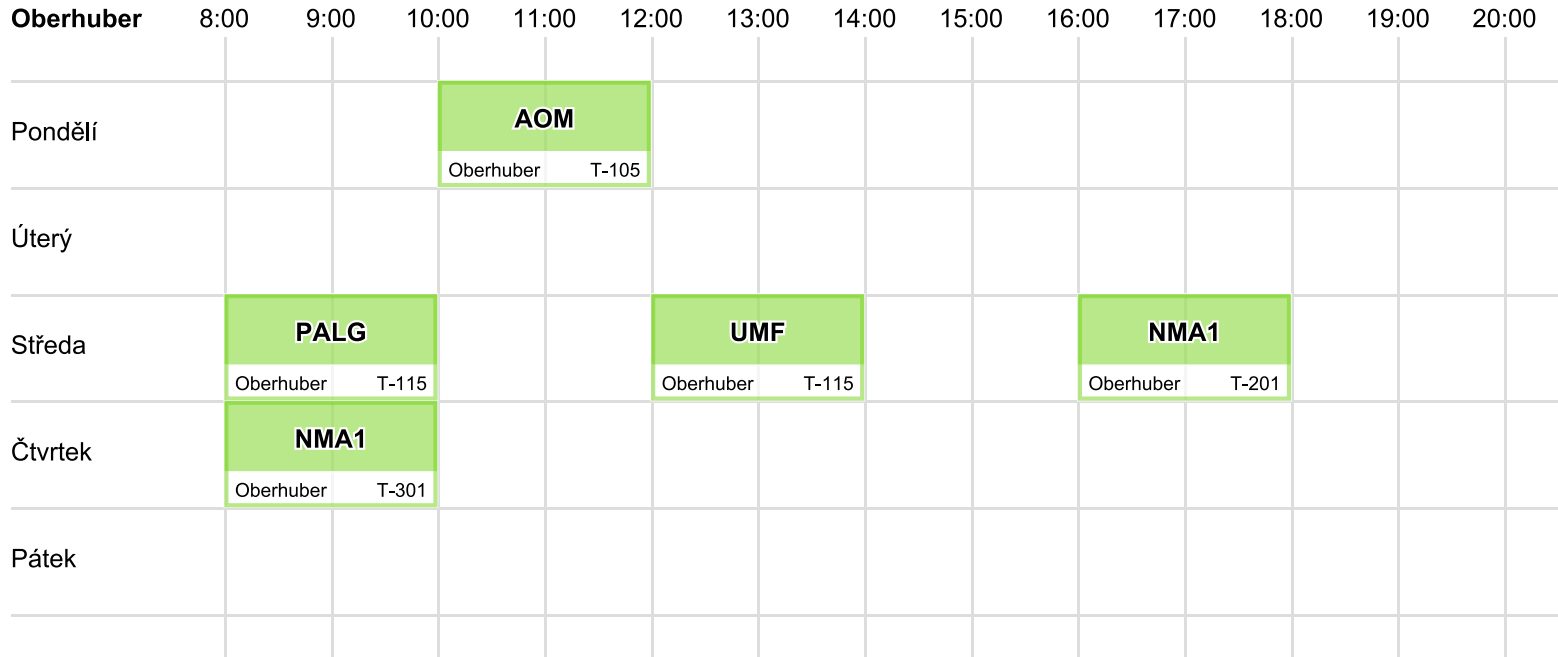 Oberhuber 8:00 9:00 10:00 11:00 12:00 13:00 14:00 15:00 16:00 17:00 18:00 19:00 20:00
Pondělí
AOM
Oberhuber T-105
Úterý
Středa
PALG
Oberhuber T-115
UMF
Oberhuber T-115
NMA1
Oberhuber T-201
Čtvrtek
NMA1
Oberhuber T-301
Pátek